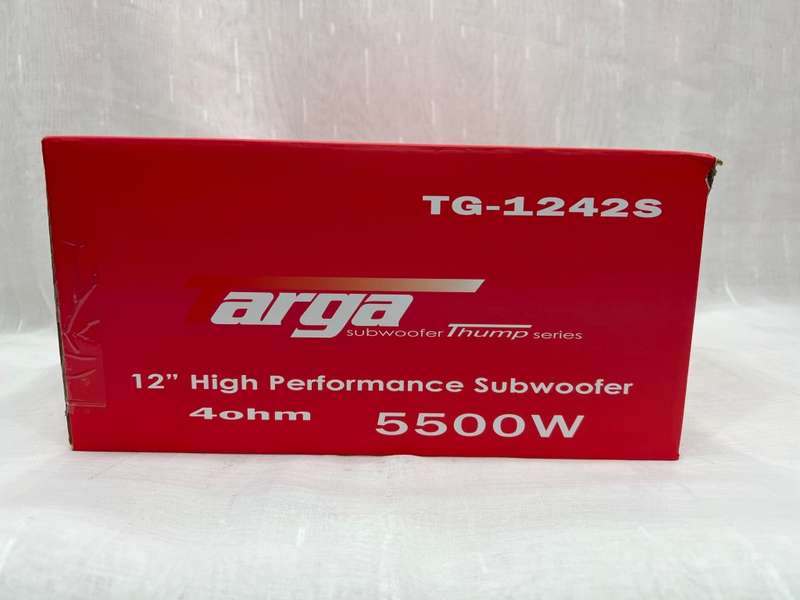 TG-1242S
Targa
subwoofer Thump series
12” High Performance Subwoofer
4ohm 5500W